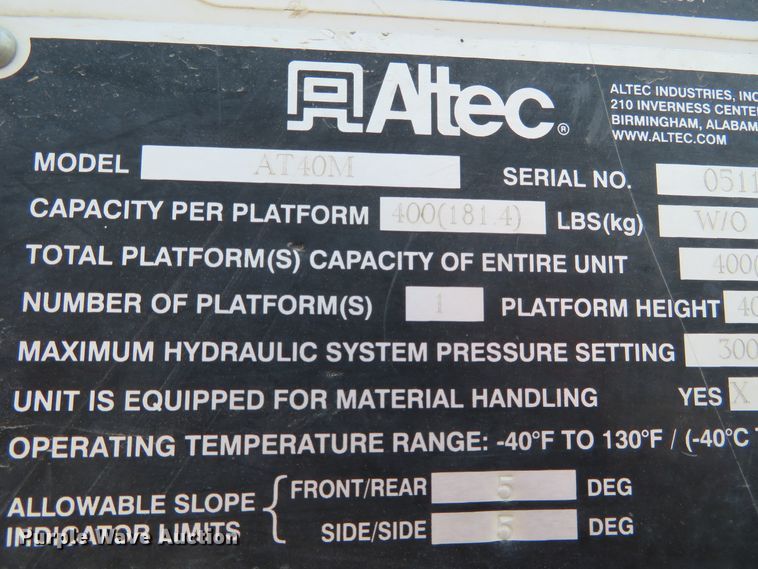 Altec®
ALTEC INDUSTRIES, INC
210 INVERNESS CENTER
BIRMINGHAM, ALABAM
WWW.ALTEC.COM
MODEL AT40M SERIAL NO. 0511
CAPACITY PER PLATFORM 400(181.4) LBS(kg) W/O
TOTAL PLATFORM(S) CAPACITY OF ENTIRE UNIT 400(
NUMBER OF PLATFORM(S) 1 PLATFORM HEIGHT 40
MAXIMUM HYDRAULIC SYSTEM PRESSURE SETTING 300
UNIT IS EQUIPPED FOR MATERIAL HANDLING YES X
OPERATING TEMPERATURE RANGE: -40°F TO 130°F / (-40°C T
ALLOWABLE SLOPE INDICATOR LIMITS { FRONT/REAR 5 DEG
SIDE/SIDE 5 DEG
Purple Wave Auction